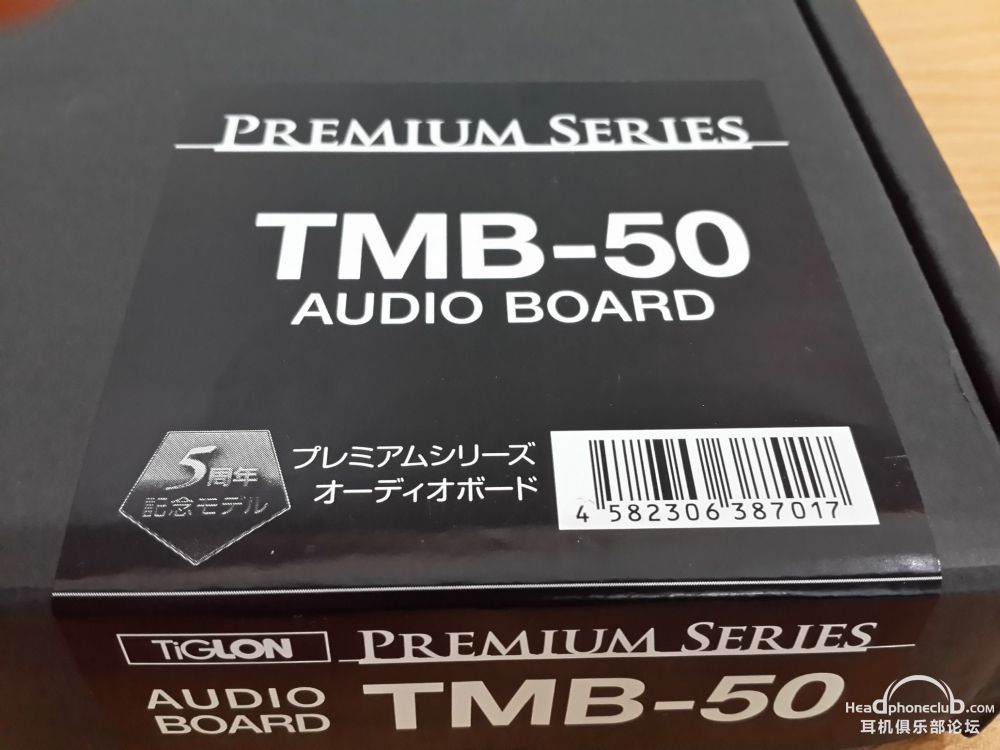 PREMIUM SERIES
TMB-50
AUDIO BOARD
5周年
記念モデル
プレミアムシリーズ
オーディオボード
4 582306 387017
TiGLON
PREMIUM SERIES
AUDIO
BOARD
TMB-50
HeadphoneclubD.com
耳机俱乐部论坛